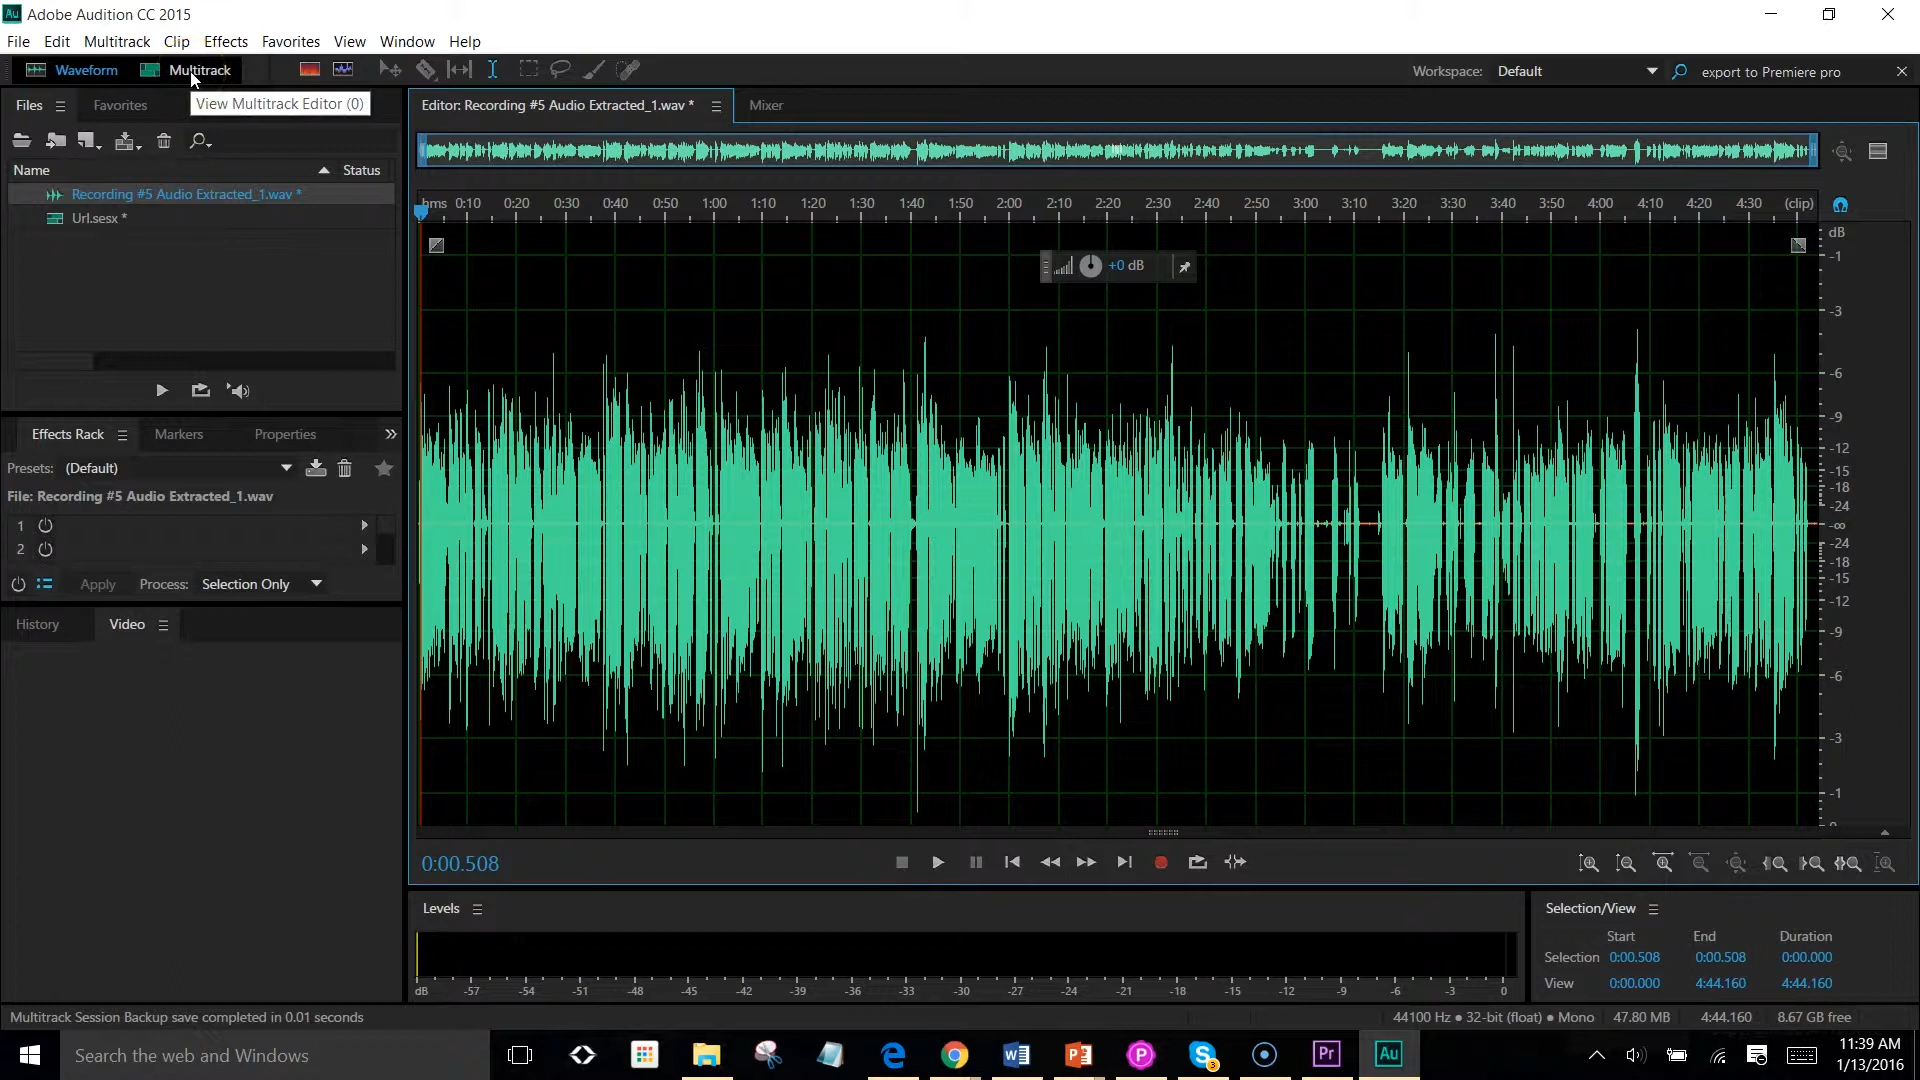 Au Adobe Audition CC 2015
File Edit Multitrack Clip Effects Favorites View Window Help
Waveform Multitrack Workspace: Default export to Premiere pro
View Multitrack Editor (0)
Files Favorites Editor: Recording #5 Audio Extracted_1.wav * Mixer
Name Status
Recording #5 Audio Extracted_1.wav *
Url.sesx *
hms 0:10 0:20 0:30 0:40 0:50 1:00 1:10 1:20 1:30 1:40 1:50 2:00 2:10 2:20 2:30 2:40 2:50 3:00 3:10 3:20 3:30 3:40 3:50 4:00 4:10 4:20 4:30 (clip)
dB
-1
-3
-6
-9
-12
-15
-18
-24
-∞
-24
-18
-15
-12
-9
-6
-3
-1
+0 dB
Effects Rack Markers Properties
Presets: (Default)
File: Recording #5 Audio Extracted_1.wav
1
2
Apply Process: Selection Only
History Video
0:00.508
Levels
dB -57 -54 -51 -48 -45 -42 -39 -36 -33 -30 -27 -24 -21 -18 -15 -12 -9 -6 -3 0
Selection/View
Start End Duration
Selection 0:00.508 0:00.508 0:00.000
View 0:00.000 4:44.160 4:44.160
Multitrack Session Backup save completed in 0.01 seconds
44100 Hz ● 32-bit (float) ● Mono 47.80 MB 4:44.160 8.67 GB free
Search the web and Windows
W P P S 3 Pr Au
11:39 AM
1/13/2016